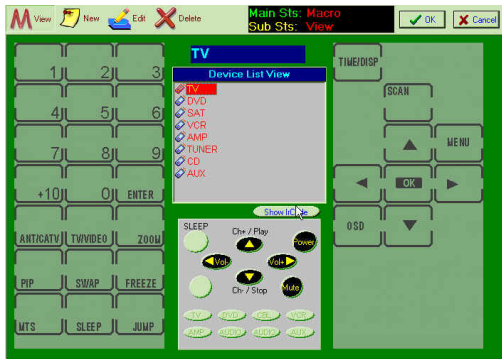 View New Edit Delete
Main Sts: Macro
Sub Sts: View
OK Cancel
TV
Device List View
TV
DVD
SAT
VCR
AMP
TUNER
CD
AUX
1 2 3
4 5 6
7 8 9
+10 0 ENTER
ANT/CATV TV/VIDEO ZOOM
PIP SWAP FREEZE
MTS SLEEP JUMP
SLEEP
Ch+ / Play
Power
Vol- Vol+
Ch- / Stop
Mute
TV DVD CBL VCR
AMP AUDIO AUDIO AUX
TIME/DISP
SCAN
MENU
OK
OSD